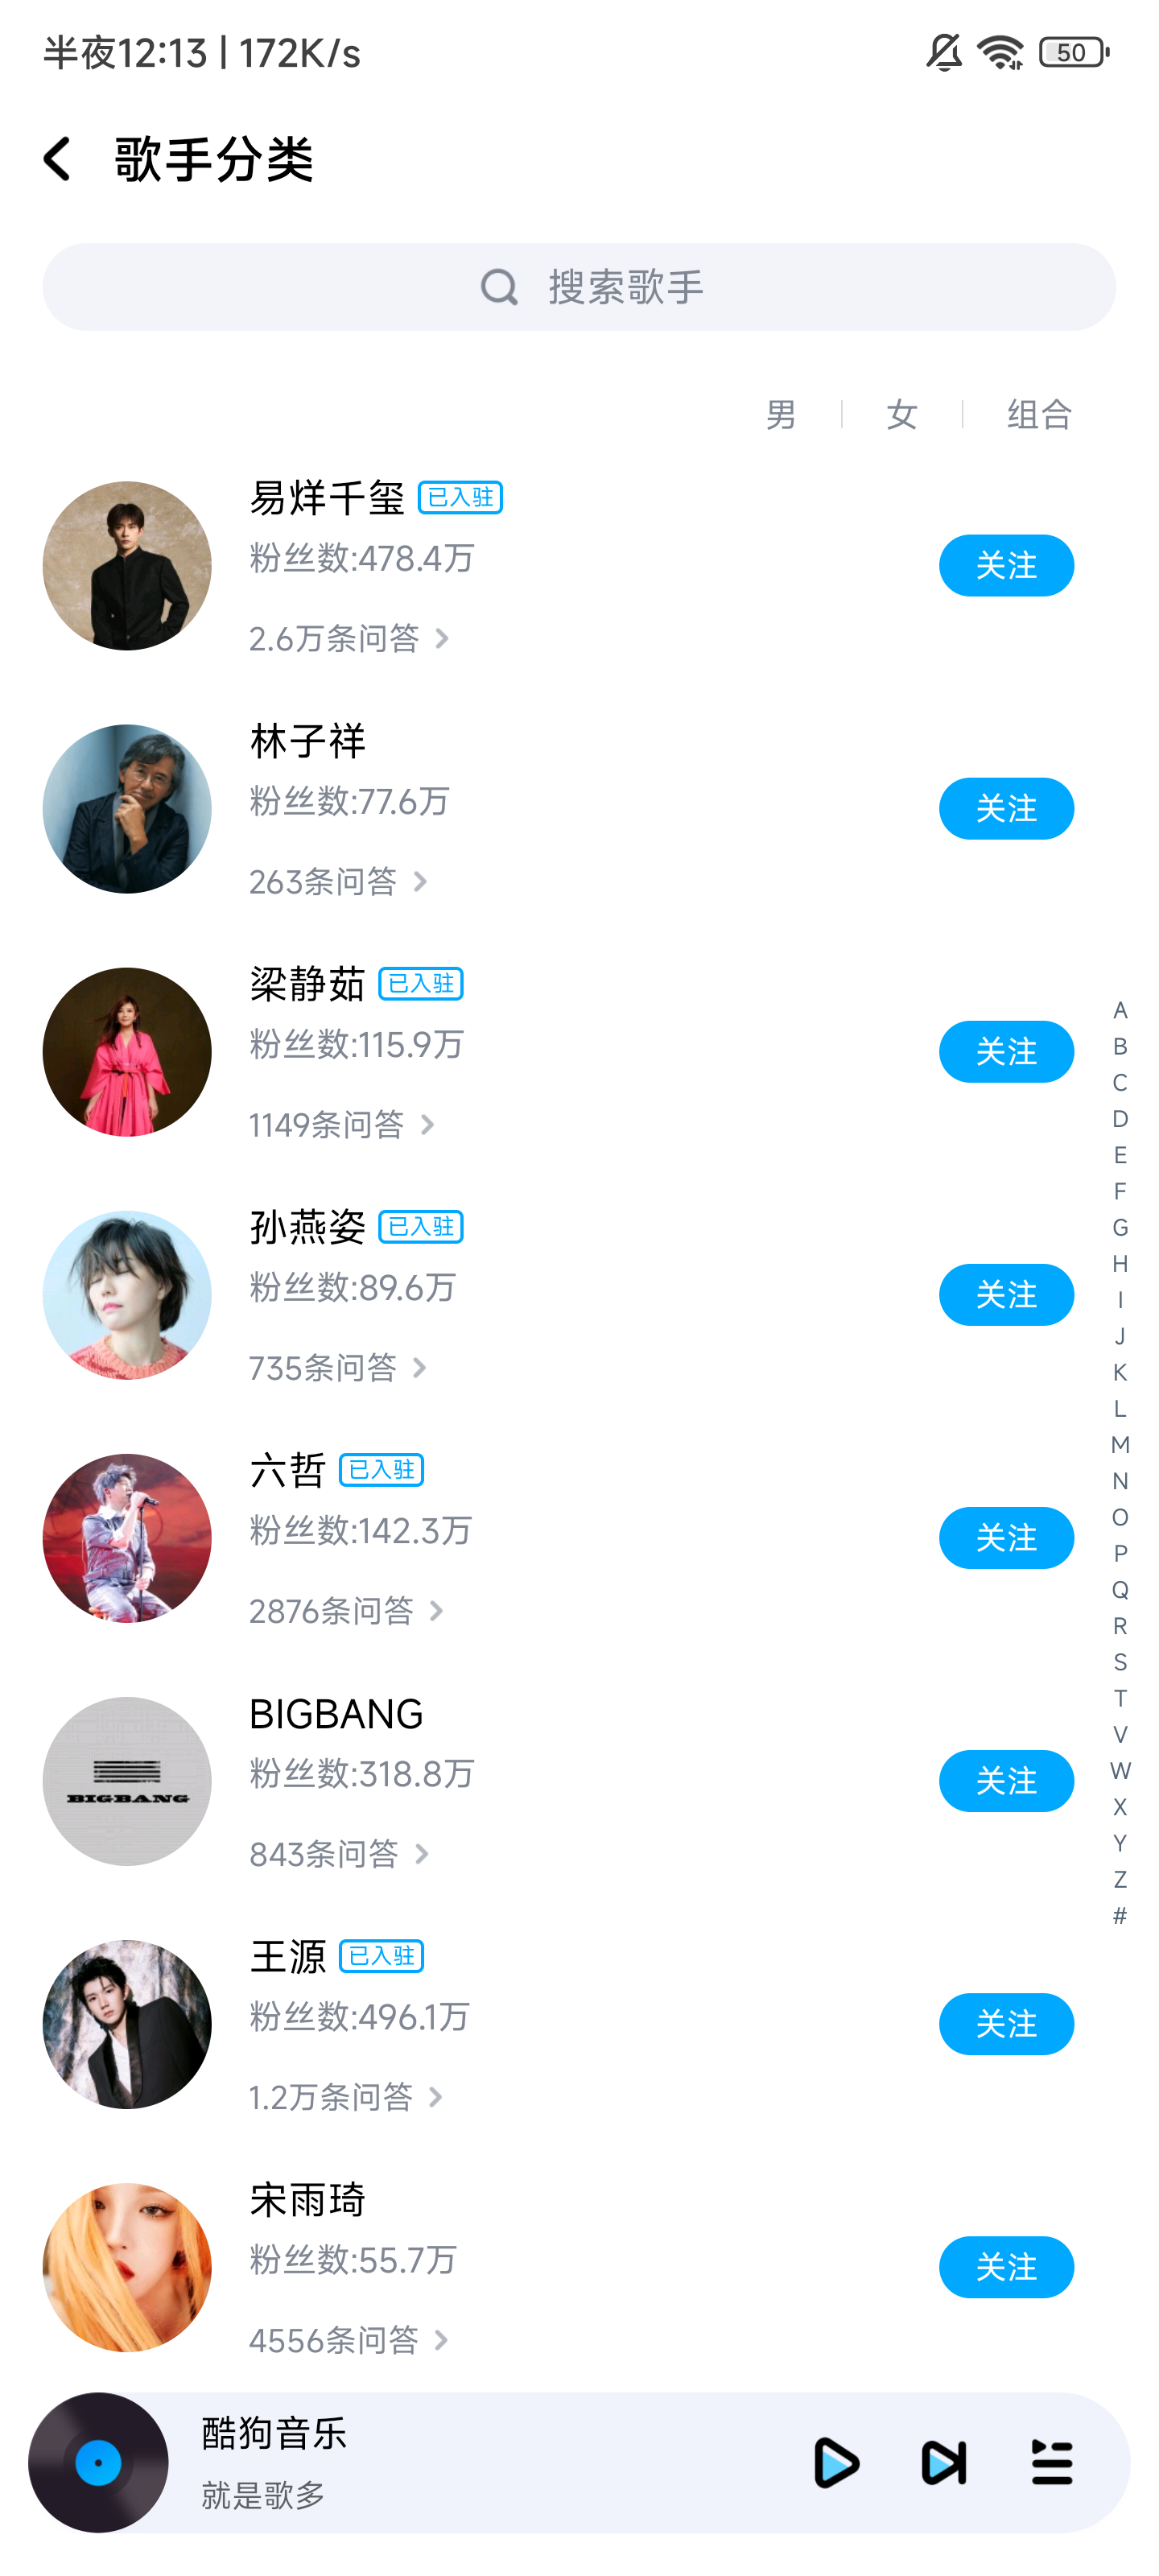 半夜12:13 | 172K/s
50
歌手分类
搜索歌手
男 | 女 | 组合
易烊千玺 已入驻
粉丝数:478.4万
关注
2.6万条问答
林子祥
粉丝数:77.6万
关注
263条问答
梁静茹 已入驻
粉丝数:115.9万
关注
1149条问答
孙燕姿 已入驻
粉丝数:89.6万
关注
735条问答
六哲 已入驻
粉丝数:142.3万
关注
2876条问答
BIGBANG
BIGBANG
粉丝数:318.8万
关注
843条问答
王源 已入驻
粉丝数:496.1万
关注
1.2万条问答
宋雨琦
粉丝数:55.7万
关注
4556条问答
A
B
C
D
E
F
G
H
I
J
K
L
M
N
O
P
Q
R
S
T
V
W
X
Y
Z
#
酷狗音乐
就是歌多